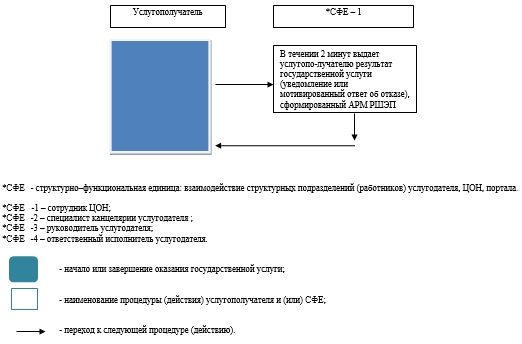 Услугополучатель
*СФЕ – 1
В течении 2 минут выдает
услугопо-лучателю результат
государственной услуги
(уведомление или
мотивированный ответ об отказе),
сформированный АРМ РШЭП
*СФЕ - структурно–функциональная единица: взаимодействие структурных подразделений (работников) услугодателя, ЦОН, портала.
*СФЕ -1 – сотрудник ЦОН;
*СФЕ -2 – специалист канцелярии услугодателя ;
*СФЕ -3 – руководитель услугодателя;
*СФЕ -4 – ответственный исполнитель услугодателя.
- начало или завершение оказания государственной услуги;
- наименование процедуры (действия) услугополучателя и (или) СФЕ;
- переход к следующей процедуре (действию).